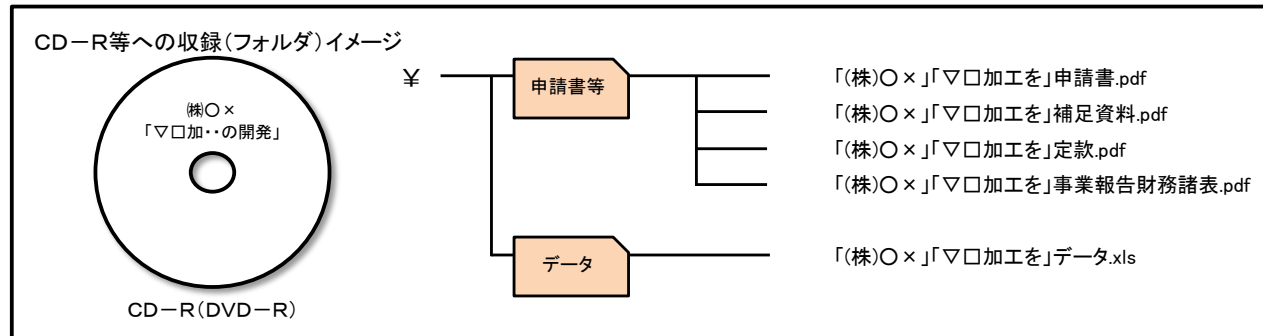 CD-R等への収録(フォルダ)イメージ
㈱○×
「▽□加・・の開発」
CD-R(DVD-R)
¥
申請書等
「(株)○×」「▽□加工を」申請書.pdf
「(株)○×」「▽□加工を」補足資料.pdf
「(株)○×」「▽□加工を」定款.pdf
「(株)○×」「▽□加工を」事業報告財務諸表.pdf
データ
「(株)○×」「▽□加工を」データ.xls